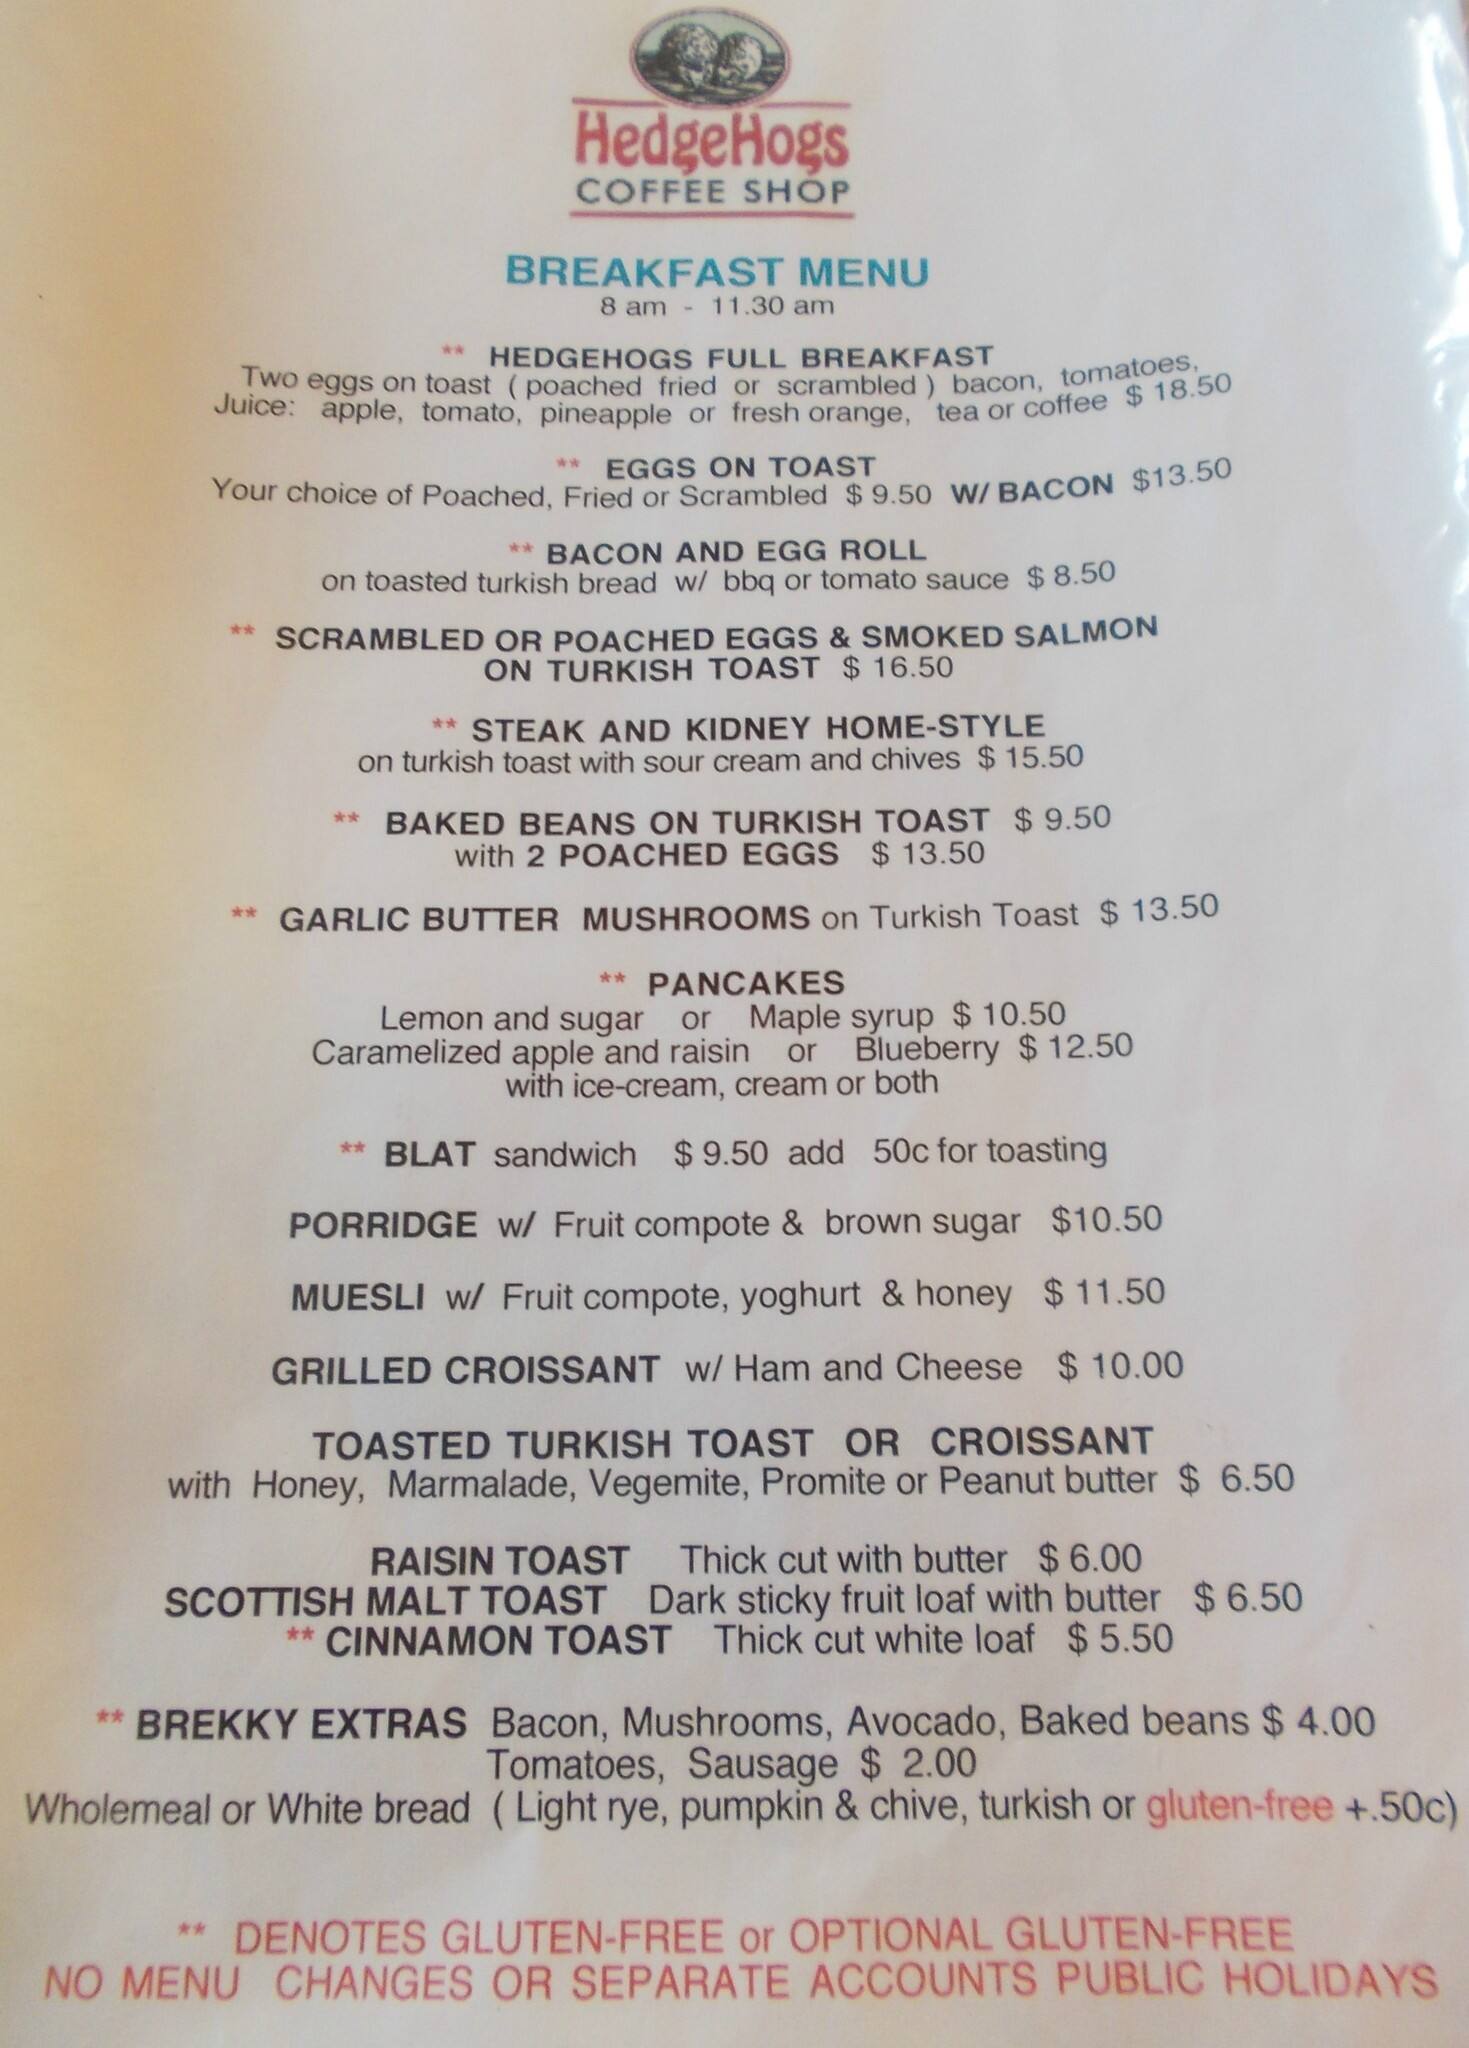 HedgeHogs
COFFEE SHOP
BREAKFAST MENU
8 am - 11.30 am
** HEDGEHOGS FULL BREAKFAST
Two eggs on toast ( poached fried or scrambled ) bacon, tomatoes,
Juice: apple, tomato, pineapple or fresh orange, tea or coffee $ 18.50
** EGGS ON TOAST
Your choice of Poached, Fried or Scrambled $ 9.50 W/ BACON $13.50
** BACON AND EGG ROLL
on toasted turkish bread w/ bbq or tomato sauce $ 8.50
** SCRAMBLED OR POACHED EGGS & SMOKED SALMON
ON TURKISH TOAST $ 16.50
** STEAK AND KIDNEY HOME-STYLE
on turkish toast with sour cream and chives $ 15.50
** BAKED BEANS ON TURKISH TOAST $ 9.50
with 2 POACHED EGGS $ 13.50
** GARLIC BUTTER MUSHROOMS on Turkish Toast $ 13.50
** PANCAKES
Lemon and sugar or Maple syrup $ 10.50
Caramelized apple and raisin or Blueberry $ 12.50
with ice-cream, cream or both
** BLAT sandwich $ 9.50 add 50c for toasting
PORRIDGE w/ Fruit compote & brown sugar $10.50
MUESLI w/ Fruit compote, yoghurt & honey $ 11.50
GRILLED CROISSANT w/ Ham and Cheese $ 10.00
TOASTED TURKISH TOAST OR CROISSANT
with Honey, Marmalade, Vegemite, Promite or Peanut butter $ 6.50
RAISIN TOAST Thick cut with butter $ 6.00
SCOTTISH MALT TOAST Dark sticky fruit loaf with butter $ 6.50
** CINNAMON TOAST Thick cut white loaf $ 5.50
** BREKKY EXTRAS Bacon, Mushrooms, Avocado, Baked beans $ 4.00
Tomatoes, Sausage $ 2.00
Wholemeal or White bread ( Light rye, pumpkin & chive, turkish or gluten-free +.50c)
** DENOTES GLUTEN-FREE or OPTIONAL GLUTEN-FREE
NO MENU CHANGES OR SEPARATE ACCOUNTS PUBLIC HOLIDAYS